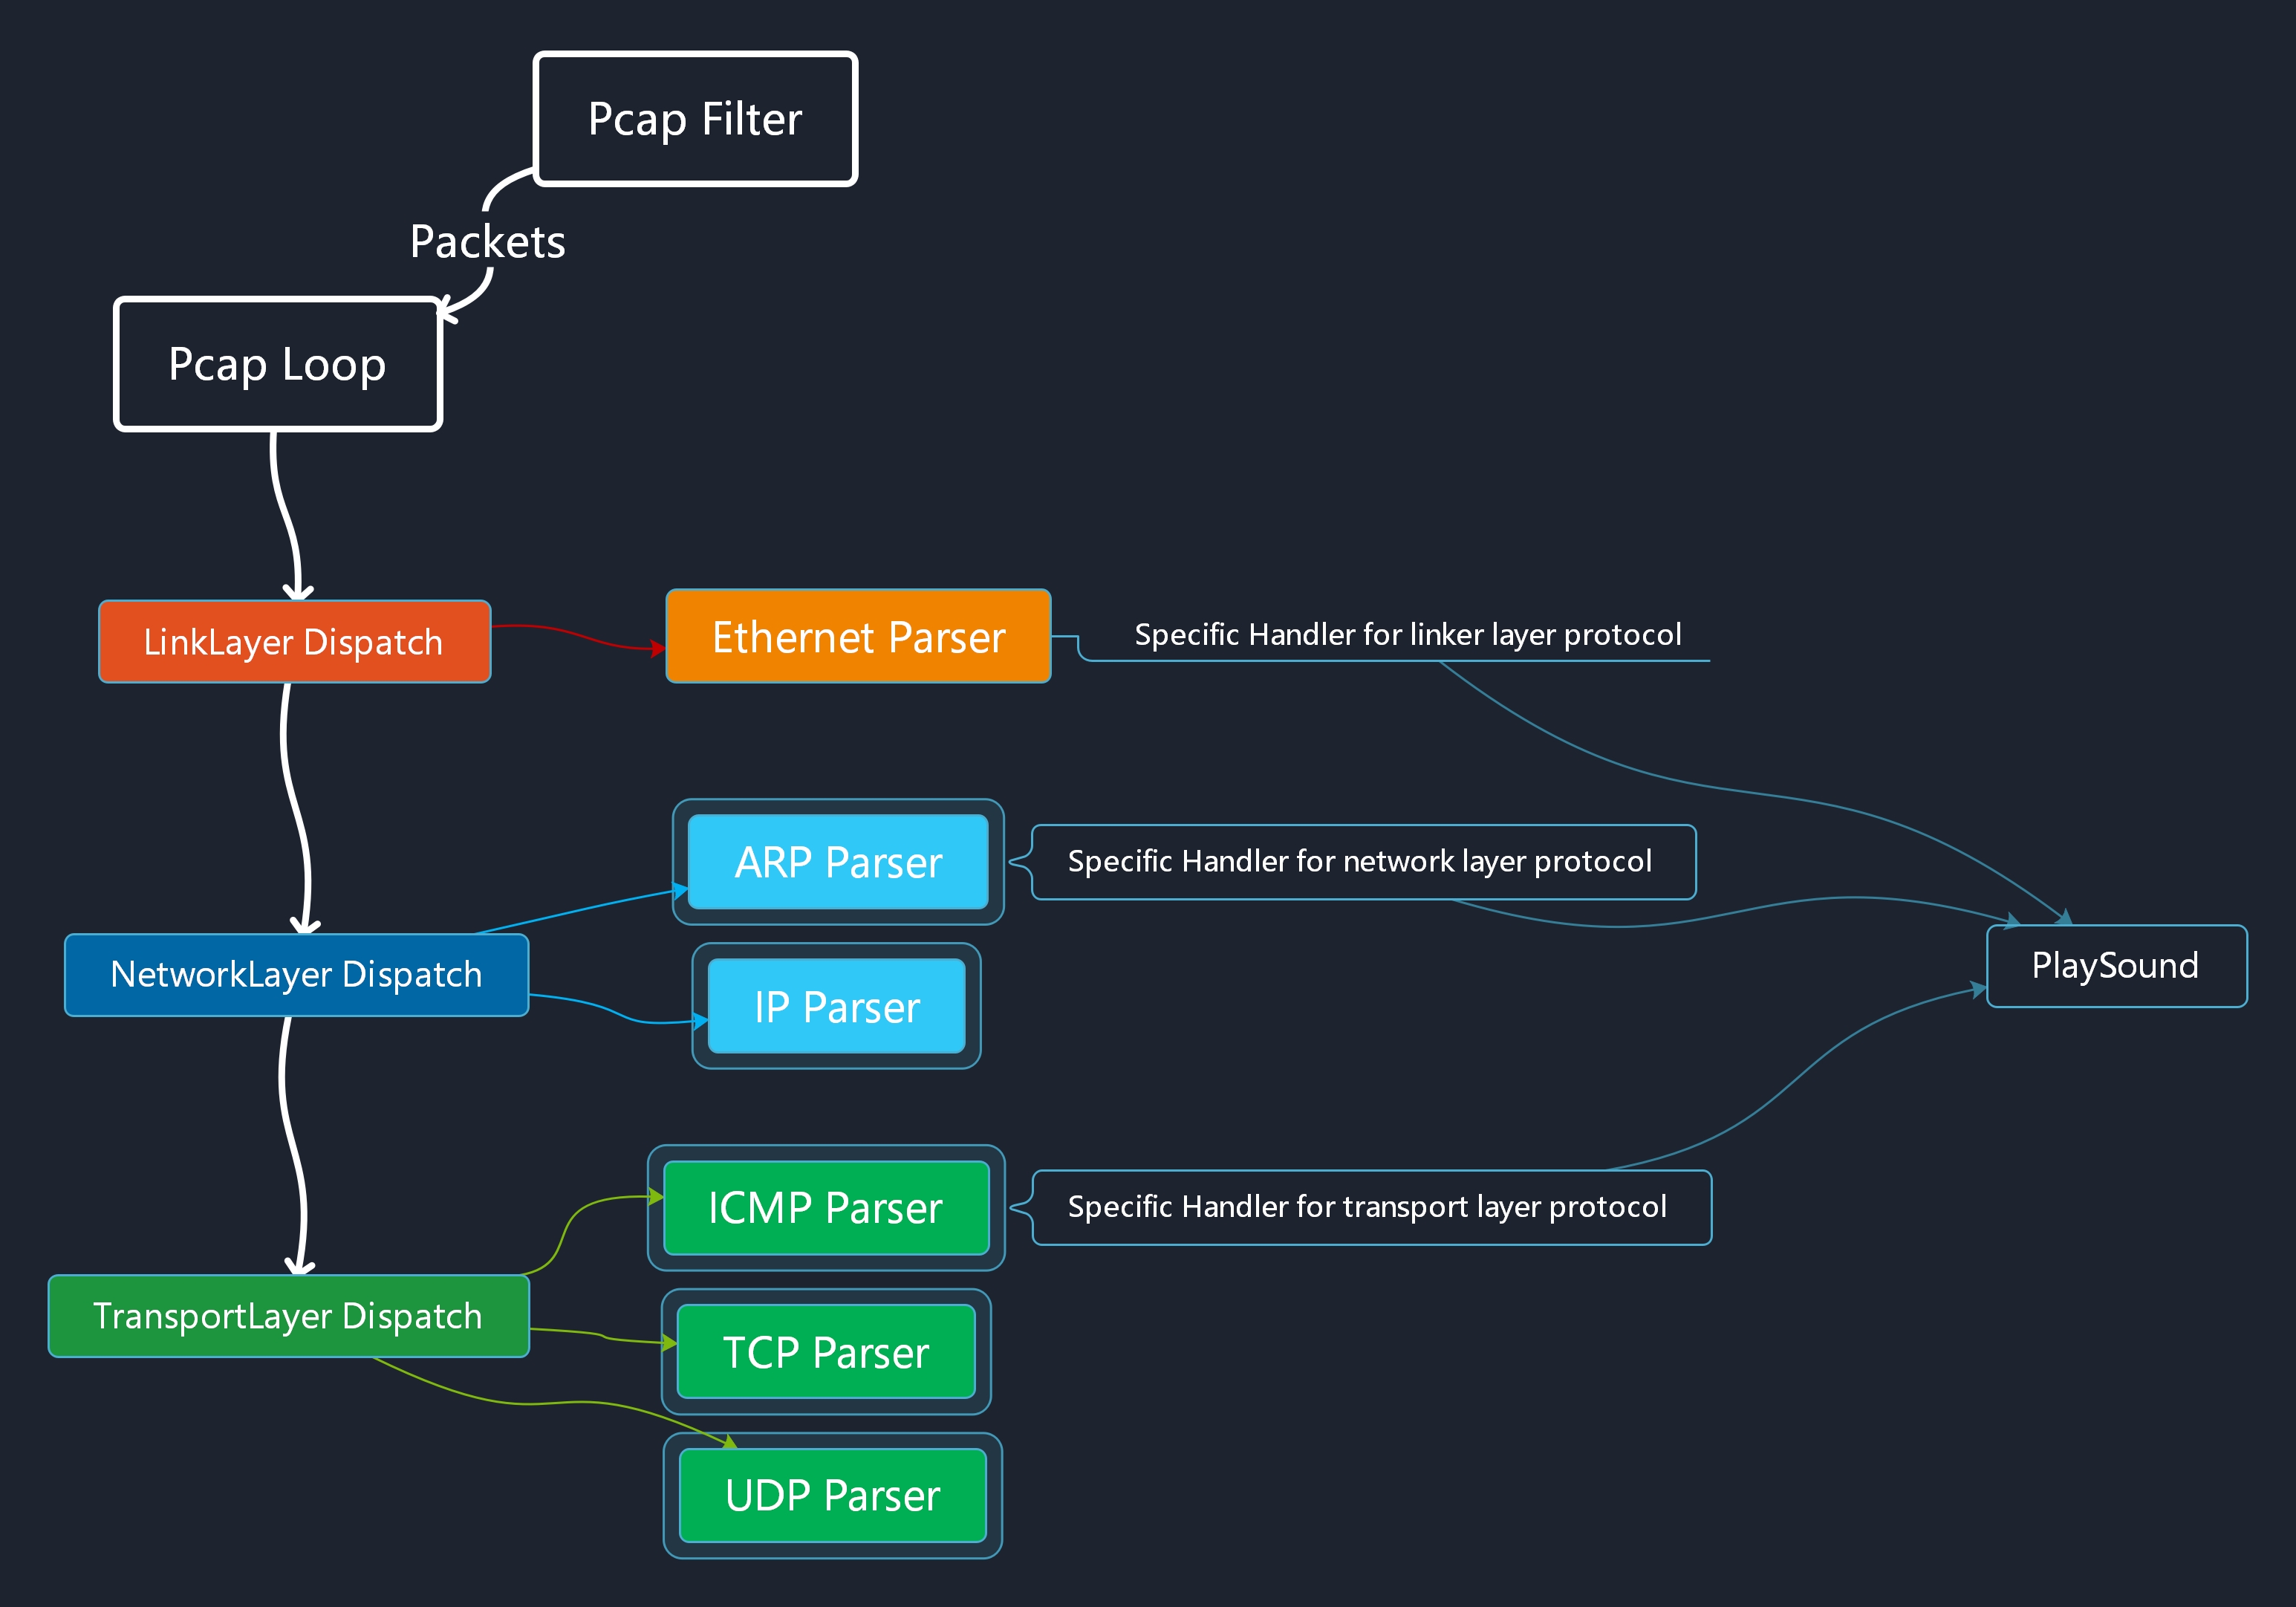 Pcap Filter
Packets
Pcap Loop
LinkLayer Dispatch
Ethernet Parser
Specific Handler for linker layer protocol
ARP Parser
Specific Handler for network layer protocol
NetworkLayer Dispatch
IP Parser
PlaySound
ICMP Parser
Specific Handler for transport layer protocol
TransportLayer Dispatch
TCP Parser
UDP Parser